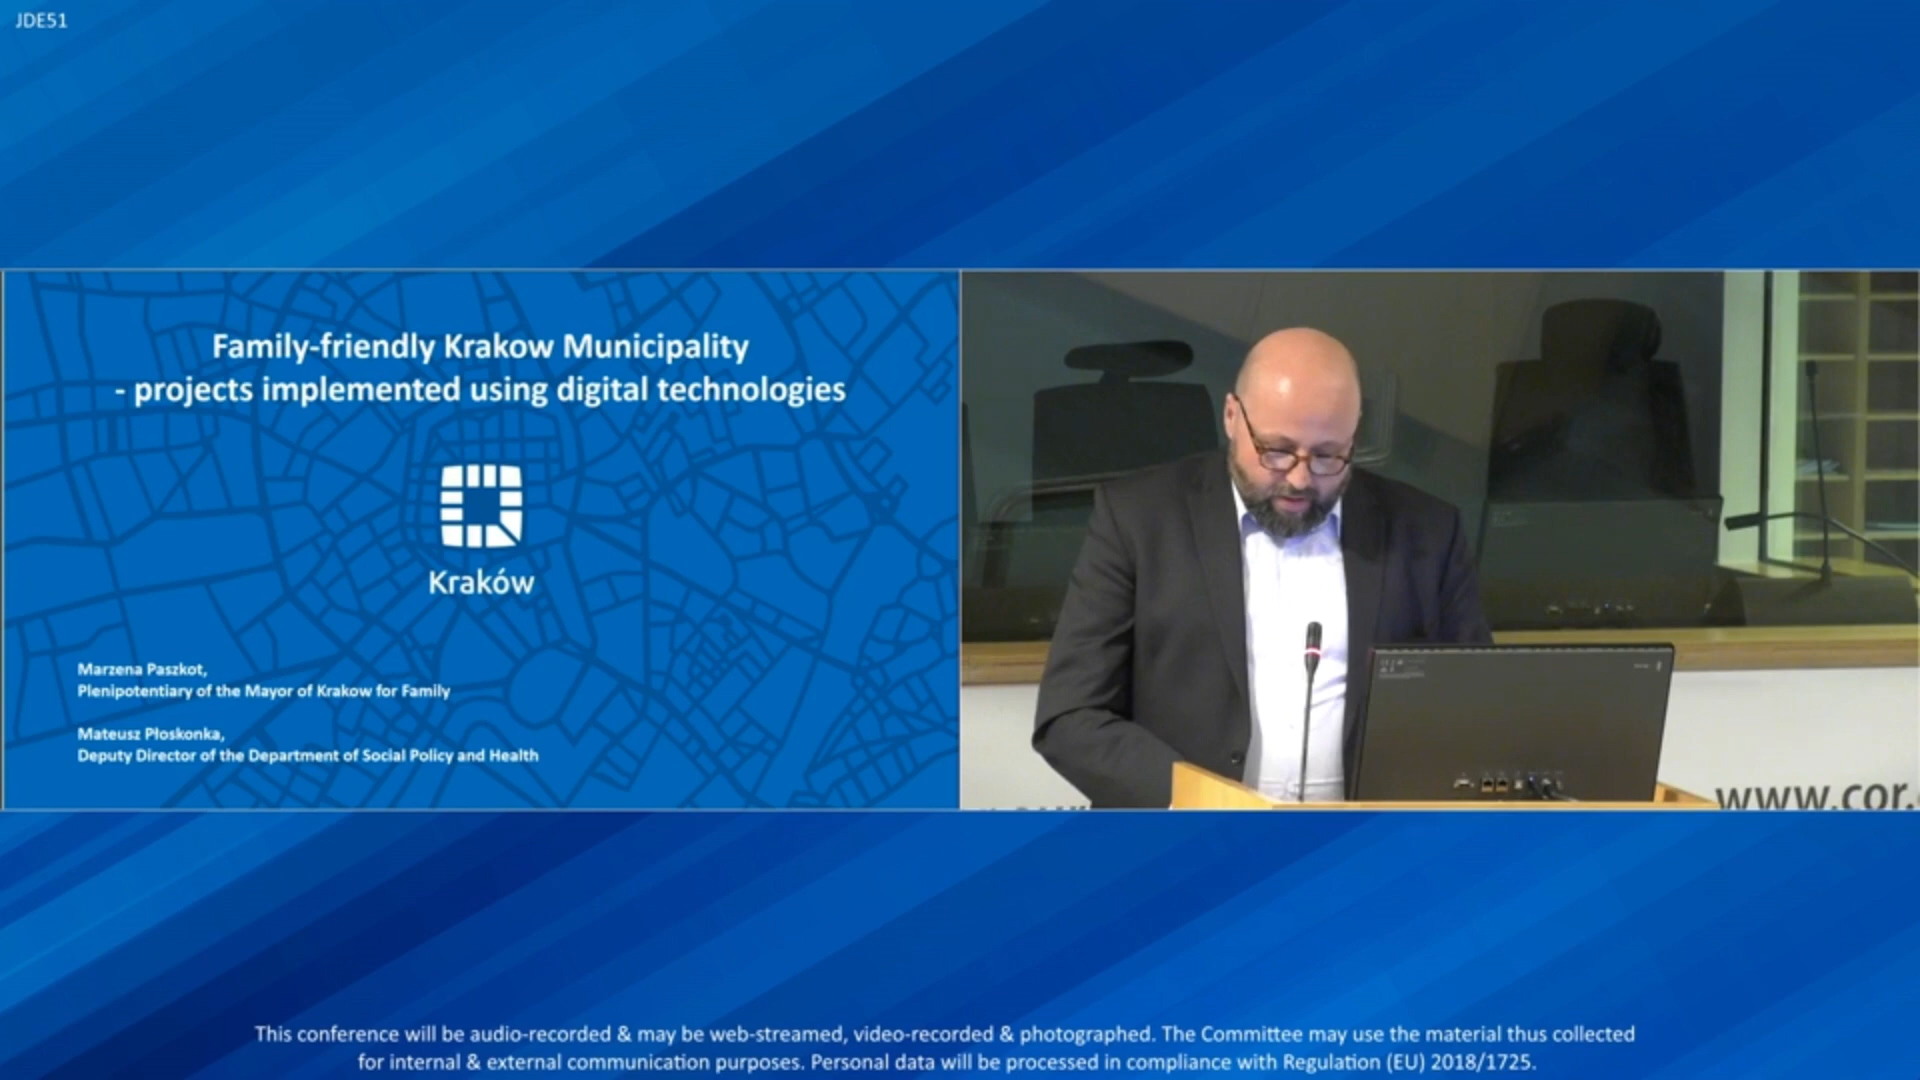 JDE51
Family-friendly Krakow Municipality
- projects implemented using digital technologies
Kraków
Marzena Paszkot,
Plenipotentiary of the Mayor of Krakow for Family
Mateusz Płoskonka,
Deputy Director of the Department of Social Policy and Health
www.cor.
This conference will be audio-recorded & may be web-streamed, video-recorded & photographed. The Committee may use the material thus collected
for internal & external communication purposes. Personal data will be processed in compliance with Regulation (EU) 2018/1725.